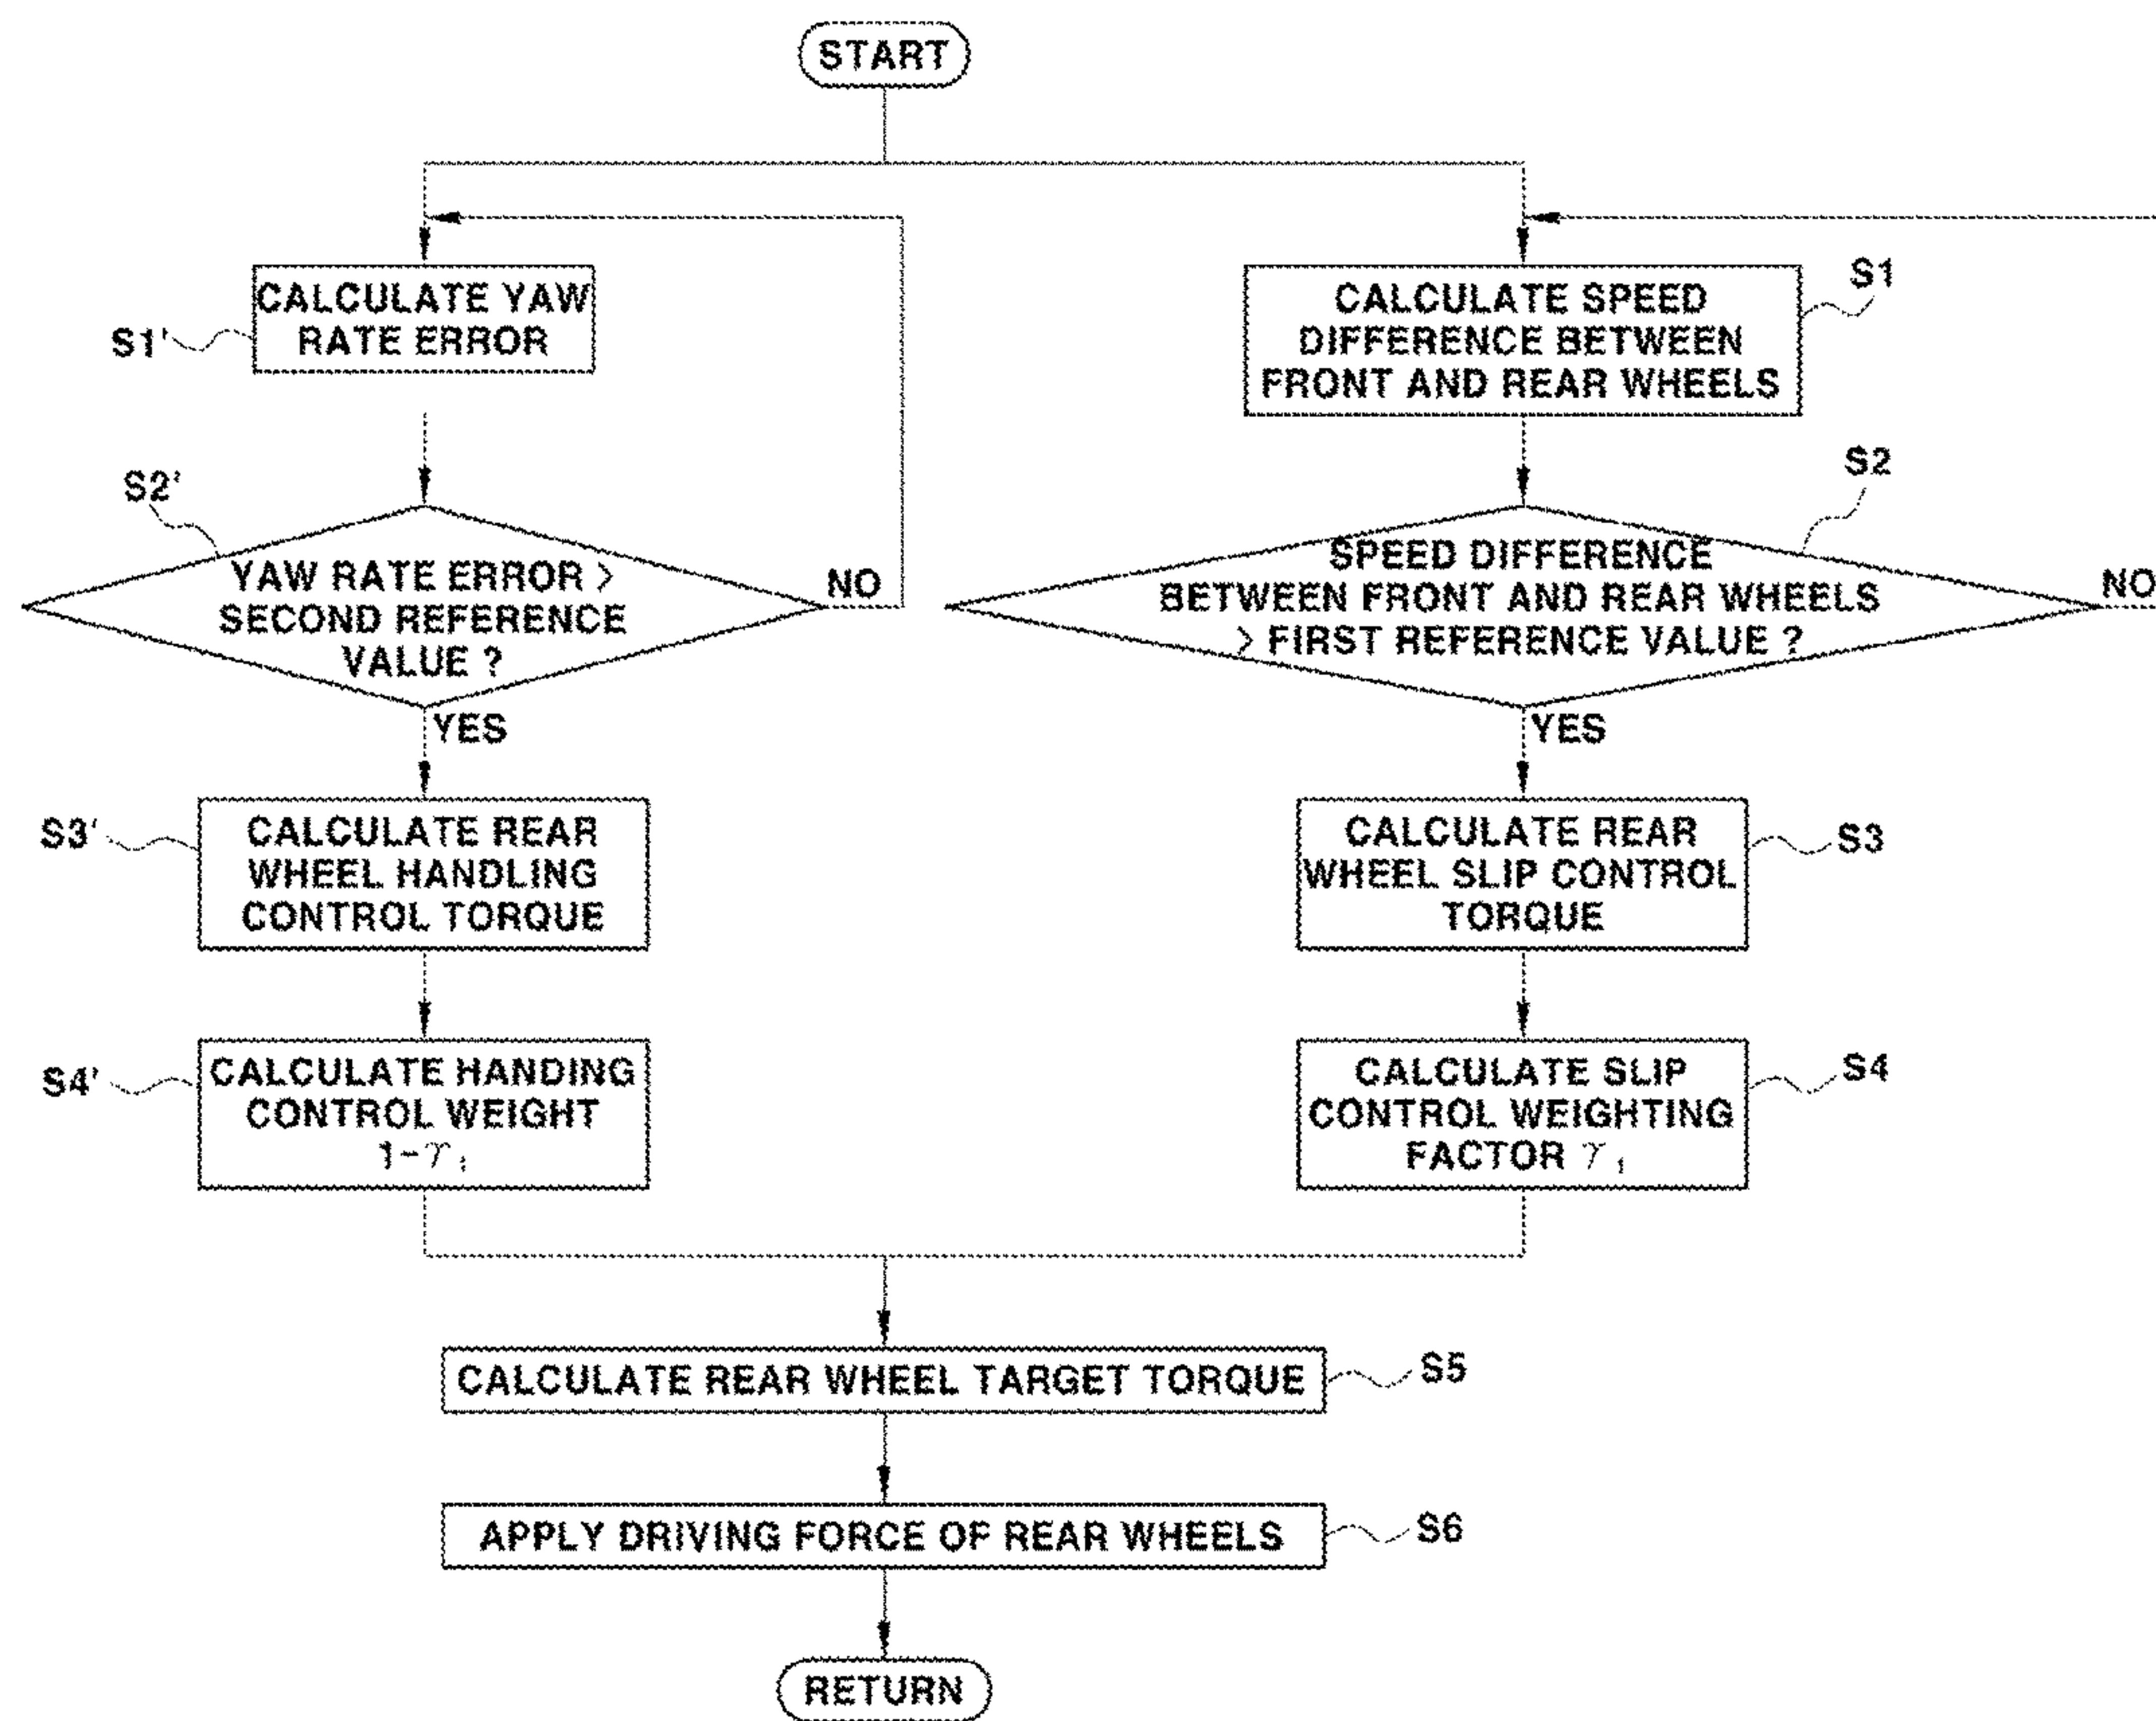 START
CALCULATE YAW
RATE ERROR
S1'
CALCULATE SPEED
DIFFERENCE BETWEEN
FRONT AND REAR WHEELS
S1
S2'
YAW RATE ERROR >
SECOND REFERENCE
VALUE ?
NO
YES
S2
SPEED DIFFERENCE
BETWEEN FRONT AND REAR WHEELS
> FIRST REFERENCE VALUE ?
NO
YES
S3'
CALCULATE REAR
WHEEL HANDLING
CONTROL TORQUE
CALCULATE REAR
WHEEL SLIP CONTROL
TORQUE
S3
S4'
CALCULATE HANDING
CONTROL WEIGHT
1-γ₁
CALCULATE SLIP
CONTROL WEIGHTING
FACTOR γ₁
S4
CALCULATE REAR WHEEL TARGET TORQUE
S5
APPLY DRIVING FORCE OF REAR WHEELS
S6
RETURN